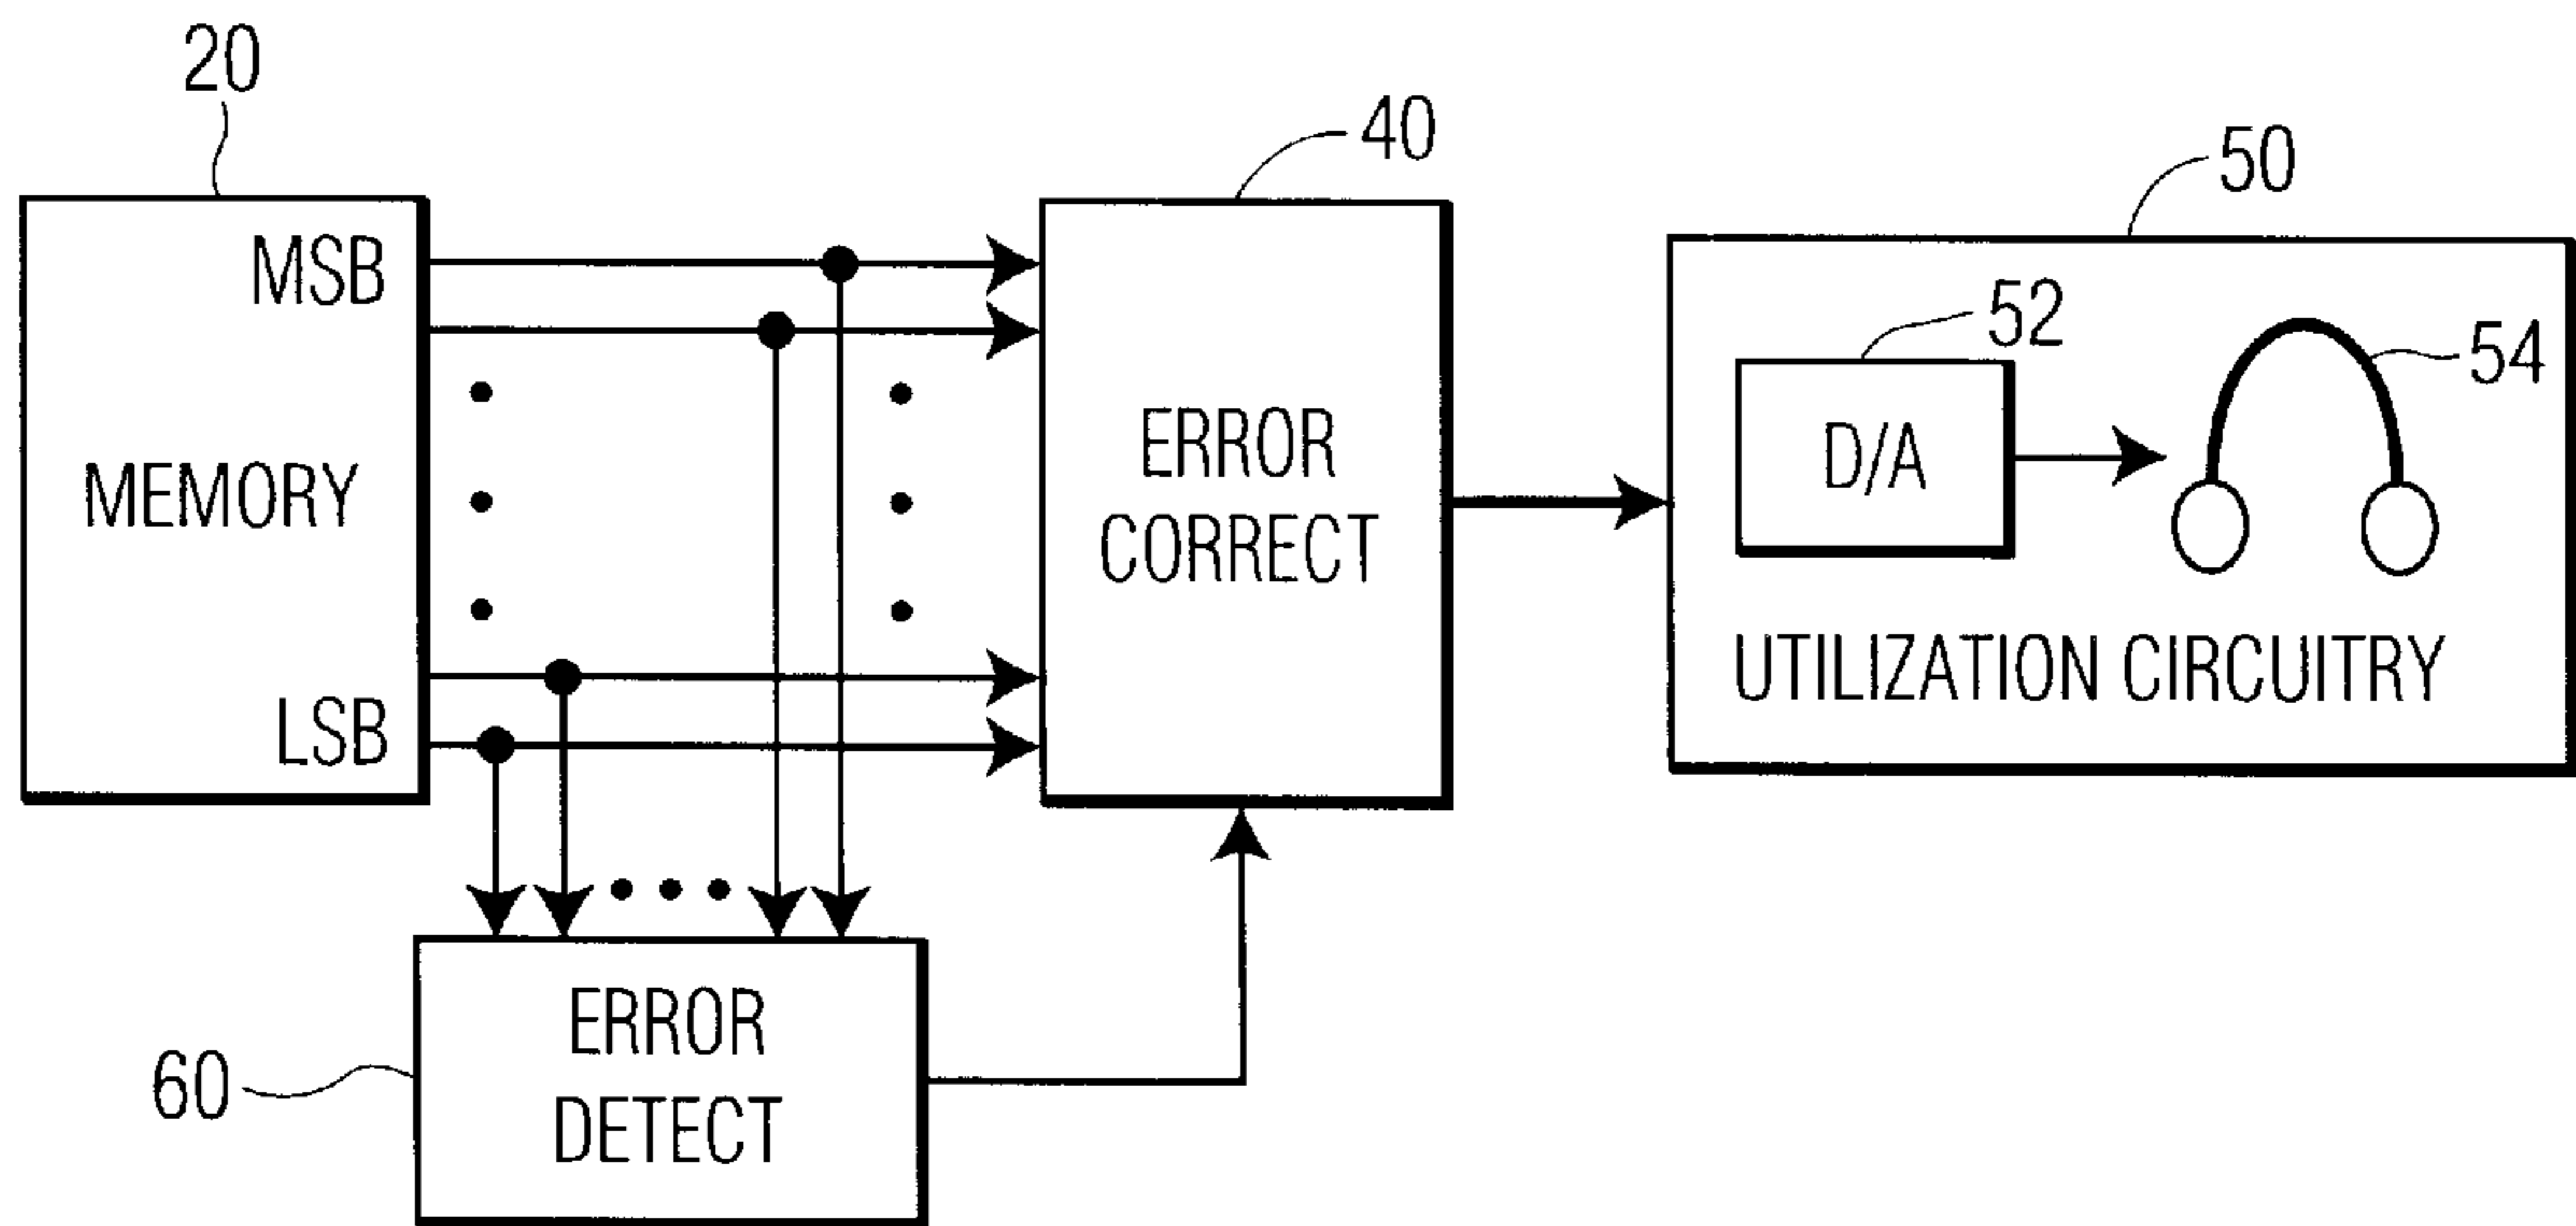 20
40
50
MSB
52
54
MEMORY
ERROR
CORRECT
D/A
LSB
UTILIZATION CIRCUITRY
60
ERROR
DETECT